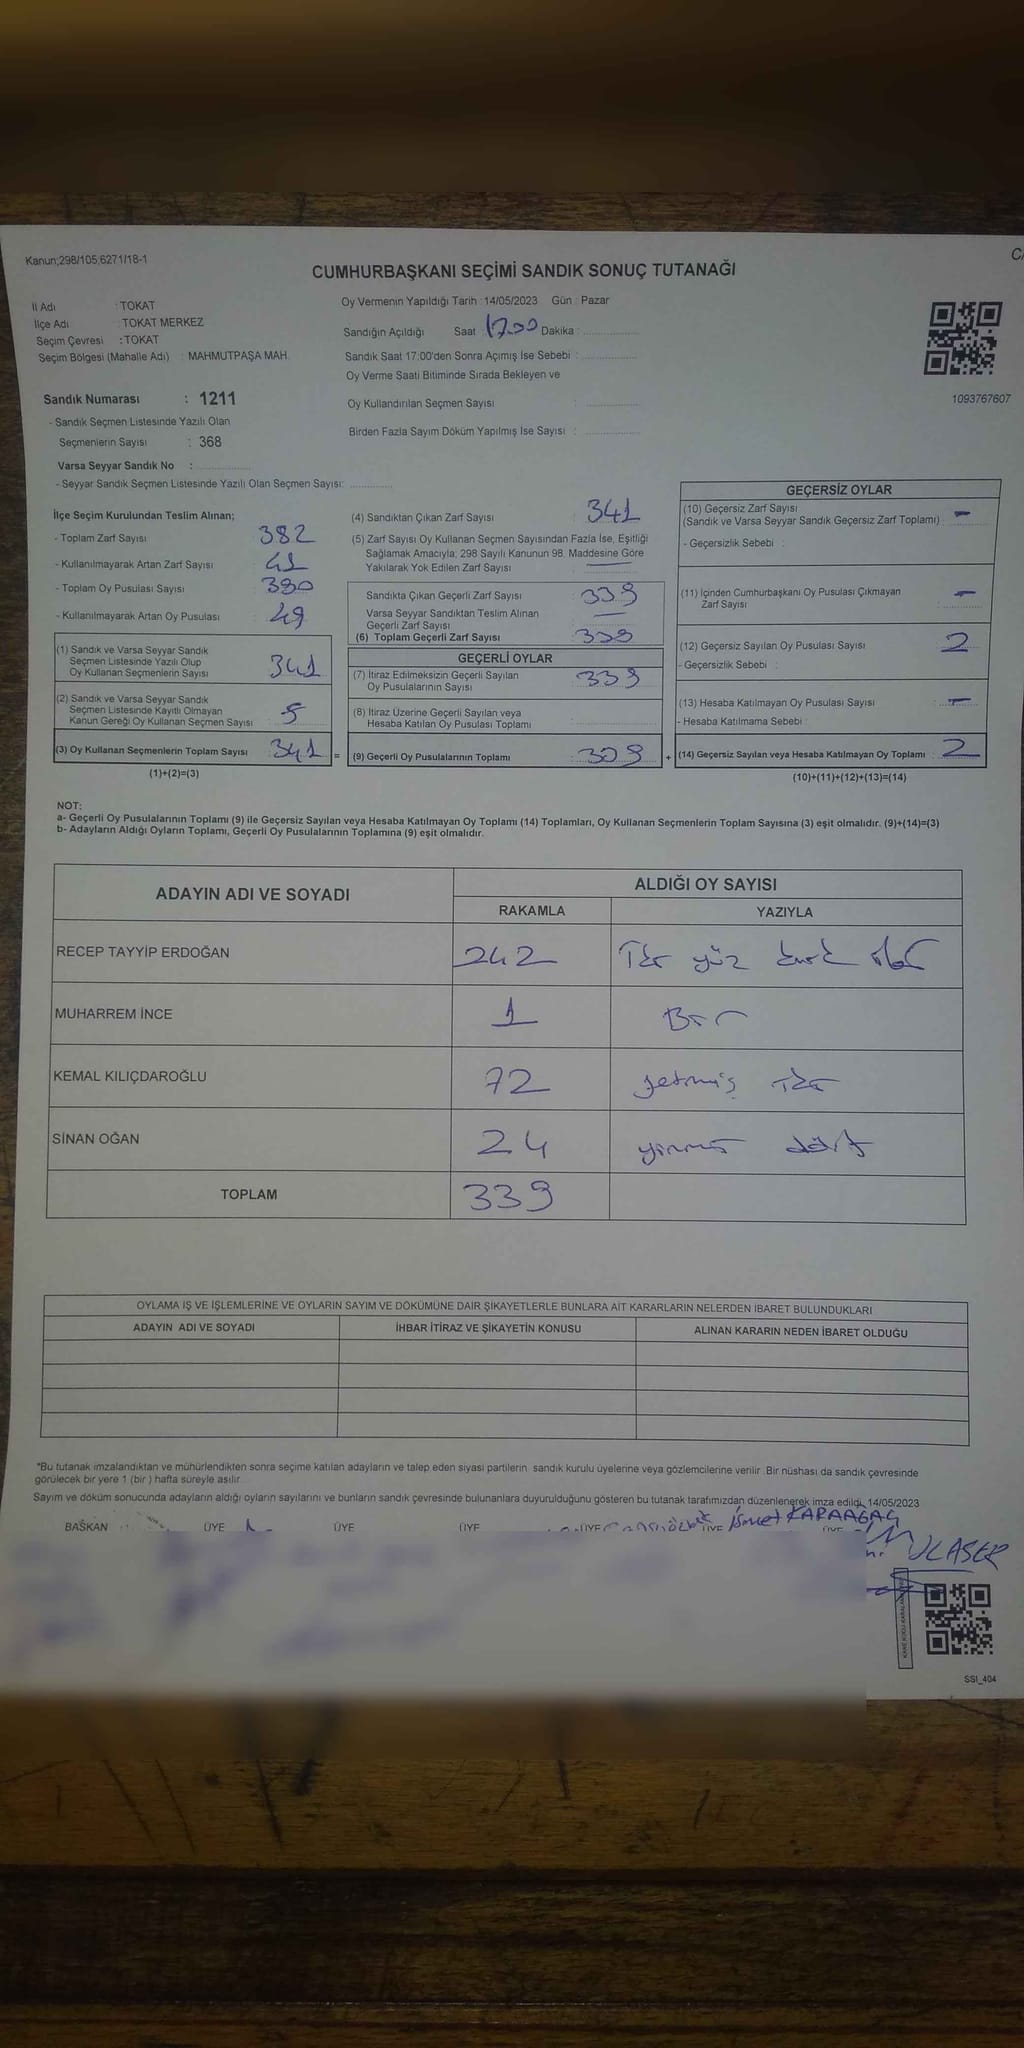 Kanun;298/105;6271/18-1
CUMHURBAŞKANI SEÇİMİ SANDIK SONUÇ TUTANAĞI
İl Adı : TOKAT
İlçe Adı : TOKAT MERKEZ
Seçim Çevresi : TOKAT
Seçim Bölgesi (Mahalle Adı) : MAHMUTPAŞA MAH.
Oy Vermenin Yapıldığı Tarih :14/05/2023 Gün : Pazar
Sandığın Açıldığı Saat 17.00 Dakika :
Sandık Saat 17:00'den Sonra Açımış İse Sebebi :
Oy Verme Saati Bitiminde Sırada Bekleyen ve
Oy Kullandırılan Seçmen Sayısı :
Birden Fazla Sayım Döküm Yapılmış İse Sayısı :
1093767607
Sandık Numarası : 1211
- Sandık Seçmen Listesinde Yazılı Olan
Seçmenlerin Sayısı : 368
Varsa Seyyar Sandık No :
- Seyyar Sandık Seçmen Listesinde Yazılı Olan Seçmen Sayısı:
İlçe Seçim Kurulundan Teslim Alınan;
- Toplam Zarf Sayısı 382
- Kullanılmayarak Artan Zarf Sayısı 41
- Toplam Oy Pusulası Sayısı 390
- Kullanılmayarak Artan Oy Pusulası 49
(1) Sandık ve Varsa Seyyar Sandık
Seçmen Listesinde Yazılı Olup
Oy Kullanan Seçmenlerin Sayısı 341
(2) Sandık ve Varsa Seyyar Sandık
Seçmen Listesinde Kayıtlı Olmayan
Kanun Gereği Oy Kullanan Seçmen Sayısı
(3) Oy Kullanan Seçmenlerin Toplam Sayısı 341 =
(1)+(2)=(3)
(4) Sandıktan Çıkan Zarf Sayısı : 341
(5) Zarf Sayısı Oy Kullanan Seçmen Sayısından Fazla İse, Eşitliği
Sağlamak Amacıyla; 298 Sayılı Kanunun 98. Maddesine Göre
Yakılarak Yok Edilen Zarf Sayısı : —
Sandıkta Çıkan Geçerli Zarf Sayısı : 339
Varsa Seyyar Sandıktan Teslim Alınan
Geçerli Zarf Sayısı : —
(6) Toplam Geçerli Zarf Sayısı : 339
GEÇERLİ OYLAR
(7) İtiraz Edilmeksizin Geçerli Sayılan
Oy Pusulalarının Sayısı : 339
(8) İtiraz Üzerine Geçerli Sayılan veya
Hesaba Katılan Oy Pusulası Toplamı :
(9) Geçerli Oy Pusulalarının Toplamı : 339 +
GEÇERSİZ OYLAR
(10) Geçersiz Zarf Sayısı
(Sandık ve Varsa Seyyar Sandık Geçersiz Zarf Toplamı) : -
- Geçersizlik Sebebi :
(11) İçinden Cumhurbaşkanı Oy Pusulası Çıkmayan
Zarf Sayısı : -
(12) Geçersiz Sayılan Oy Pusulası Sayısı : 2
- Geçersizlik Sebebi :
(13) Hesaba Katılmayan Oy Pusulası Sayısı : -
- Hesaba Katılmama Sebebi :
(14) Geçersiz Sayılan veya Hesaba Katılmayan Oy Toplamı : 2
(10)+(11)+(12)+(13)=(14)
NOT:
a- Geçerli Oy Pusulalarının Toplamı (9) ile Geçersiz Sayılan veya Hesaba Katılmayan Oy Toplamı (14) Toplamları, Oy Kullanan Seçmenlerin Toplam Sayısına (3) eşit olmalıdır. (9)+(14)=(3)
b- Adayların Aldığı Oyların Toplamı, Geçerli Oy Pusulalarının Toplamına (9) eşit olmalıdır.
ADAYIN ADI VE SOYADI ALDIĞI OY SAYISI
RAKAMLA YAZIYLA
RECEP TAYYİP ERDOĞAN 242 iki yüz kırk iki
MUHARREM İNCE 1 Bir
KEMAL KILIÇDAROĞLU 72 yetmiş iki
SİNAN OĞAN 24 yirmi dört
TOPLAM 339
OYLAMA İŞ VE İŞLEMLERİNE VE OYLARIN SAYIM VE DÖKÜMÜNE DAİR ŞİKAYETLERLE BUNLARA AİT KARARLARIN NELERDEN İBARET BULUNDUKLARI
ADAYIN ADI VE SOYADI İHBAR İTİRAZ VE ŞİKAYETİN KONUSU ALINAN KARARIN NEDEN İBARET OLDUĞU
*Bu tutanak imzalandıktan ve mühürlendikten sonra seçime katılan adayların ve talep eden siyasi partilerin sandık kurulu üyelerine veya gözlemcilerine verilir .Bir nüshası da sandık çevresinde
görülecek bir yere 1 (bir ) hafta süreyle asılır.
Sayım ve döküm sonucunda adayların aldığı oyların sayılarını ve bunların sandık çevresinde bulunanlara duyurulduğunu gösteren bu tutanak tarafımızdan düzenlenerek imza edildi. 14/05/2023
BAŞKAN ÜYE ÜYE ÜYE ÜYE ÜYE ÜYE
İsmet KARAAĞAÇ
SSI_404